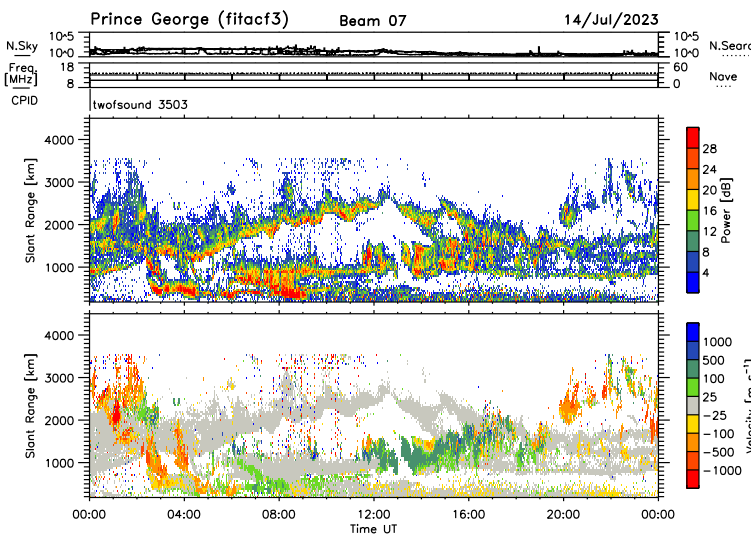 Prince George (fitacf3) Beam 07 14/Jul/2023
N.Sky 10^5 10^0 10^5 10^0 N.Searc
Freq [MHz] 18 8 60 0 Nave
CPID twofsound 3503
Slant Range [km] 4000 3000 2000 1000
Power [dB] 28 24 20 16 12 8 4
Slant Range [km] 4000 3000 2000 1000
1000 500 100 25 -25 -100 -500 -1000
00:00 04:00 08:00 12:00 16:00 20:00 00:00
Time UT